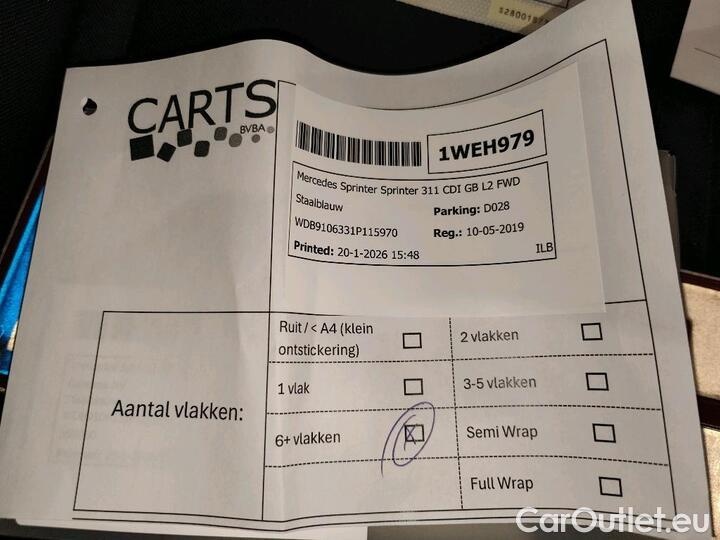 S28001
CARTS
BVBA
1WEH979
Mercedes Sprinter Sprinter 311 CDI GB L2 FWD
Staalblauw
Parking: D028
WDB9106331P115970
Reg.: 10-05-2019
Printed: 20-1-2026 15:48
ILB
Aantal vlakken:
Ruit / < A4 (klein
ontstickering)
2 vlakken
1 vlak
3-5 vlakken
6+ vlakken
X
Semi Wrap
Full Wrap
CarOutlet.eu